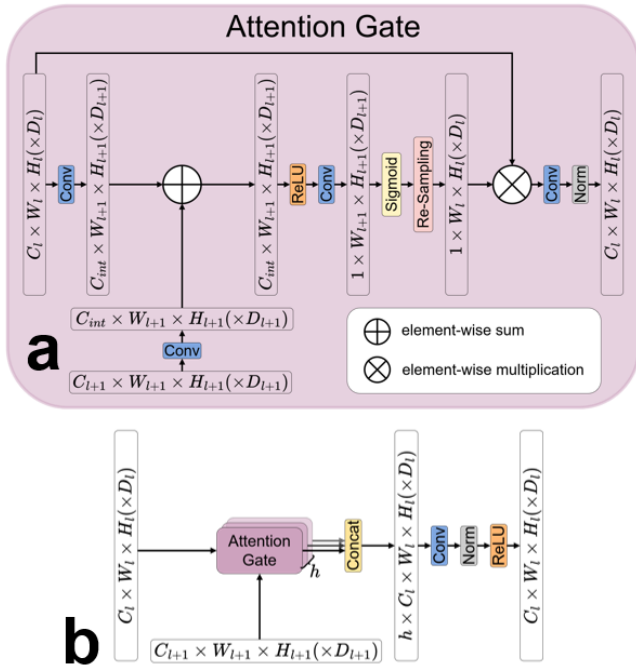 Attention Gate
C_l × W_l × H_l(×D_l)
Conv
C_int × W_{l+1} × H_{l+1}(×D_{l+1})
C_int × W_{l+1} × H_{l+1}(×D_{l+1})
ReLU
Conv
1 × W_{l+1} × H_{l+1}(×D_{l+1})
Sigmoid
Re-Sampling
1 × W_l × H_l(×D_l)
Conv
Norm
C_l × W_l × H_l(×D_l)
C_int × W_{l+1} × H_{l+1}(×D_{l+1})
Conv
C_{l+1} × W_{l+1} × H_{l+1}(×D_{l+1})
a
element-wise sum
element-wise multiplication
C_l × W_l × H_l(×D_l)
Attention
Gate
h
Concat
h × C_l × W_l × H_l(×D_l)
Conv
Norm
ReLU
C_l × W_l × H_l(×D_l)
C_{l+1} × W_{l+1} × H_{l+1}(×D_{l+1})
b